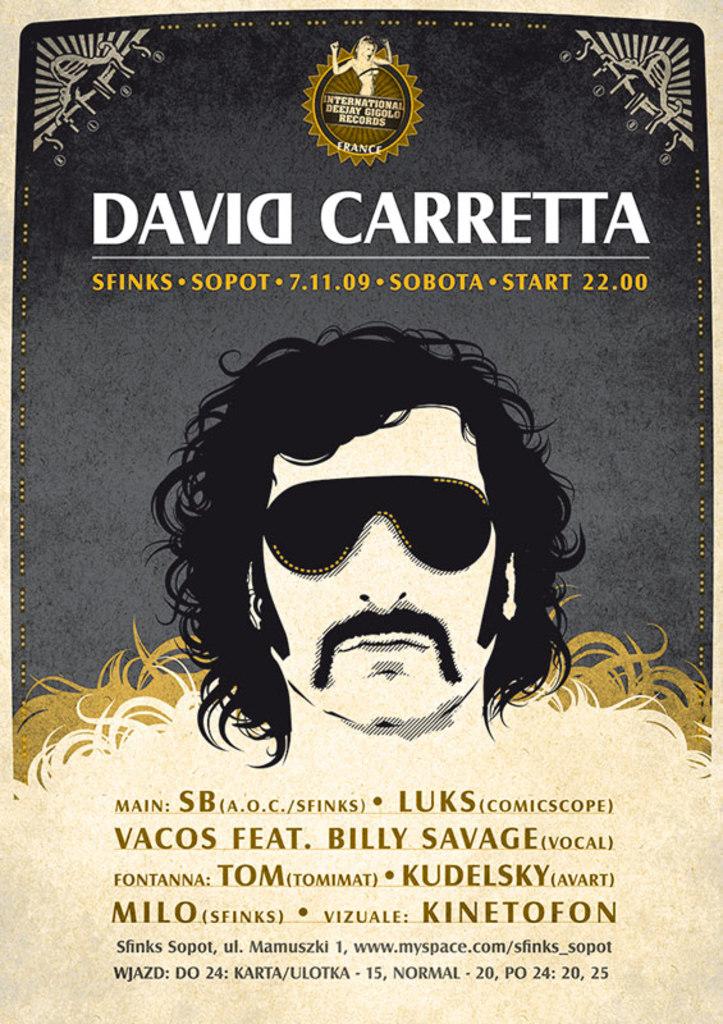 INTERNATIONAL
DEEJAY GIGOLO
RECORDS
FRANCE
DAVID CARRETTA
SFINKS • SOPOT • 7.11.09 • SOBOTA • START 22.00
MAIN: SB (A.O.C./SFINKS) • LUKS (COMICSCOPE)
VACOS FEAT. BILLY SAVAGE (VOCAL)
FONTANNA: TOM (TOMIMAT) • KUDELSKY (AVART)
MILO (SFINKS) • VIZUALE: KINETOFON
Sfinks Sopot, ul. Mamuszki 1, www.myspace.com/sfinks_sopot
WJAZD: DO 24: KARTA/ULOTKA - 15, NORMAL - 20, PO 24: 20, 25